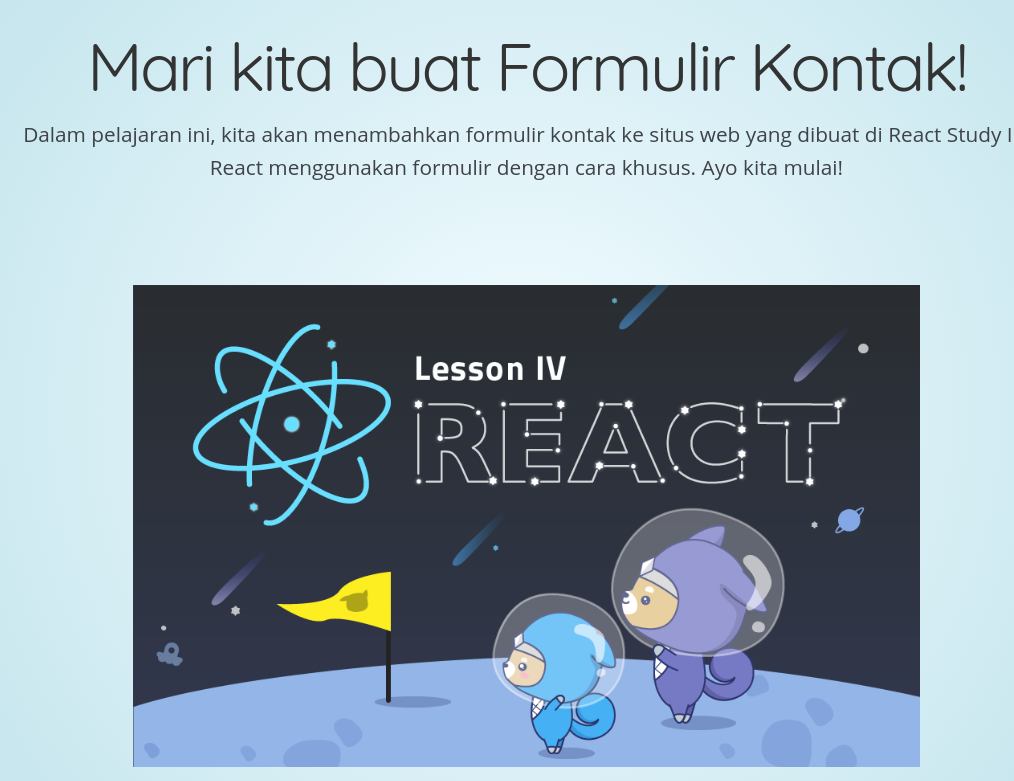 Mari kita buat Formulir Kontak!
Dalam pelajaran ini, kita akan menambahkan formulir kontak ke situs web yang dibuat di React Study
React menggunakan formulir dengan cara khusus. Ayo kita mulai!
Lesson IV
REACT